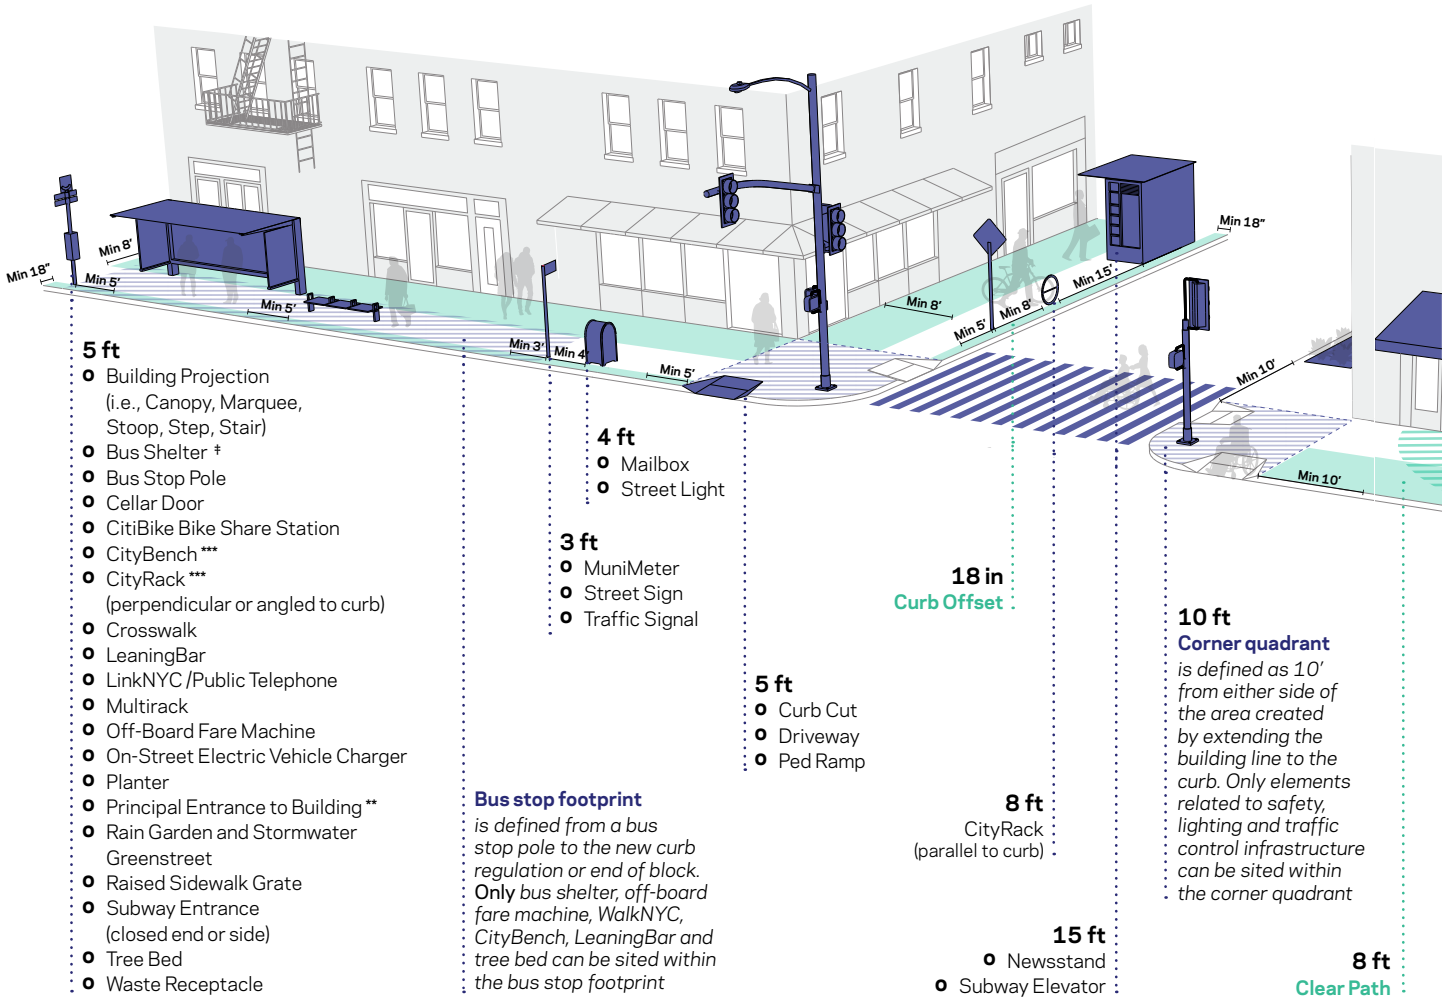 Min 18"
Min 8'
Min 5'
Min 5'
Min 3'
Min 4'
Min 5'
Min 8'
Min 5'
Min 8'
Min 15'
Min 18"
Min 10'
Min 10'
5 ft
o Building Projection
(i.e., Canopy, Marquee,
Stoop, Step, Stair)
o Bus Shelter ‡
o Bus Stop Pole
o Cellar Door
o CitiBike Bike Share Station
o CityBench ***
o CityRack ***
(perpendicular or angled to curb)
o Crosswalk
o LeaningBar
o LinkNYC /Public Telephone
o Multirack
o Off-Board Fare Machine
o On-Street Electric Vehicle Charger
o Planter
o Principal Entrance to Building **
o Rain Garden and Stormwater
Greenstreet
o Raised Sidewalk Grate
o Subway Entrance
(closed end or side)
o Tree Bed
o Waste Receptacle
Bus stop footprint
is defined from a bus
stop pole to the new curb
regulation or end of block.
Only bus shelter, off-board
fare machine, WalkNYC,
CityBench, LeaningBar and
tree bed can be sited within
the bus stop footprint
3 ft
o MuniMeter
o Street Sign
o Traffic Signal
4 ft
o Mailbox
o Street Light
5 ft
o Curb Cut
o Driveway
o Ped Ramp
18 in
Curb Offset
8 ft
CityRack
(parallel to curb)
15 ft
o Newsstand
o Subway Elevator
10 ft
Corner quadrant
is defined as 10'
from either side of
the area created
by extending the
building line to the
curb. Only elements
related to safety,
lighting and traffic
control infrastructure
can be sited within
the corner quadrant
8 ft
Clear Path